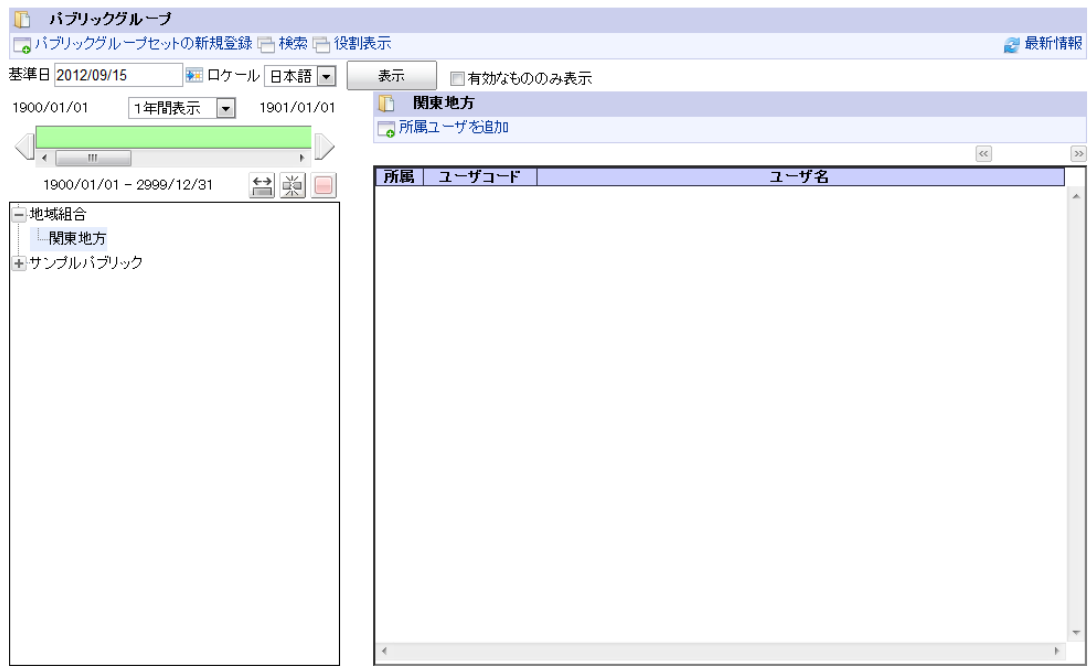 パブリックグループ
パブリックグループセットの新規登録 検索 役割表示 最新情報
基準日 2012/09/15 ロケール 日本語 表示 有効なもののみ表示
1900/01/01 1年間表示 1901/01/01
1900/01/01 - 2999/12/31
地域組合
関東地方
サンプルパブリック
関東地方
所属ユーザを追加
<< >>
所属 ユーザコード ユーザ名